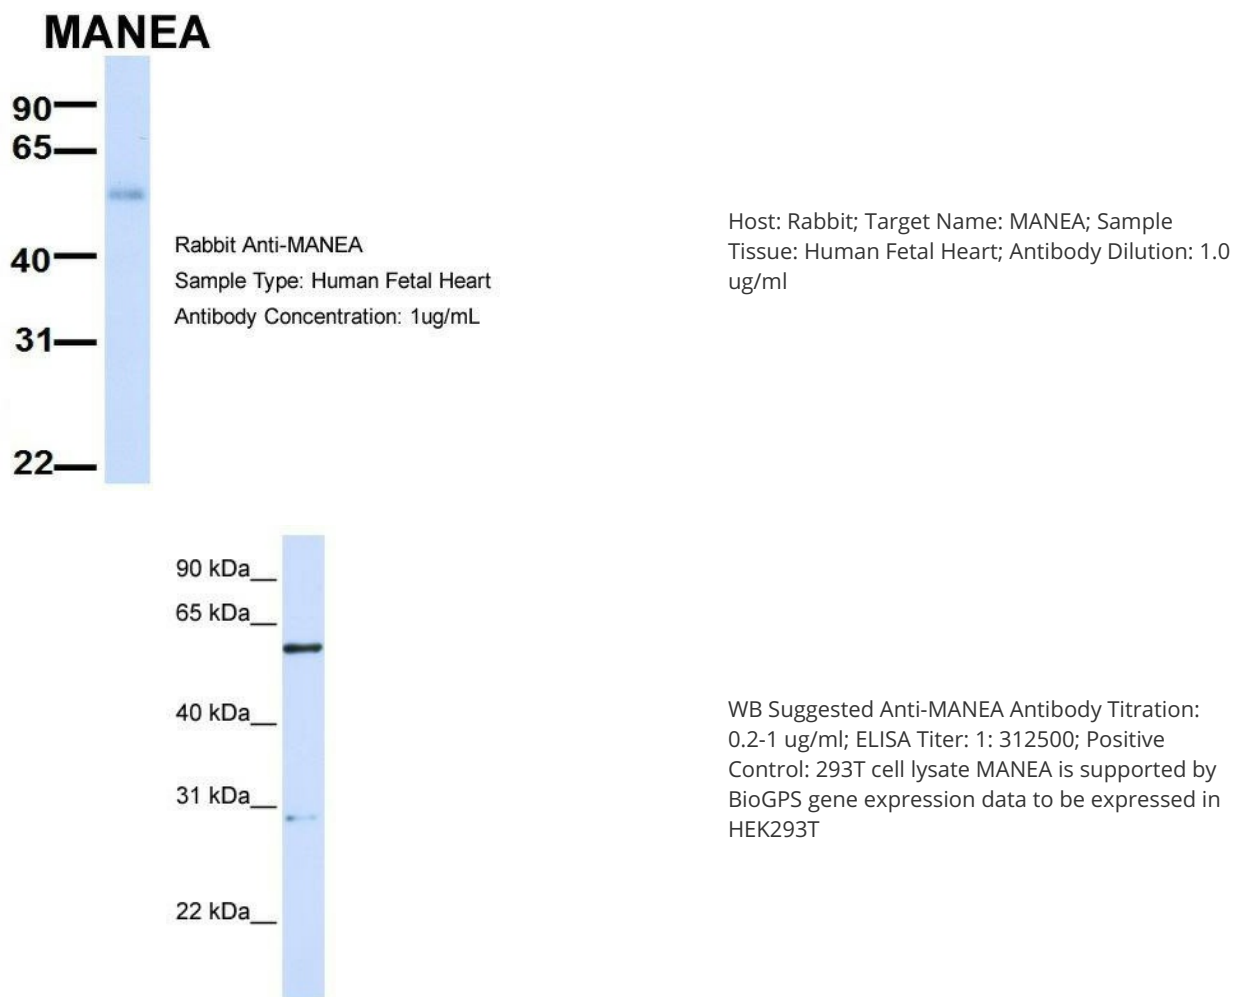 MANEA
90
65
40
31
22
Rabbit Anti-MANEA
Sample Type: Human Fetal Heart
Antibody Concentration: 1ug/mL
Host: Rabbit; Target Name: MANEA; Sample
Tissue: Human Fetal Heart; Antibody Dilution: 1.0
ug/ml
90 kDa
65 kDa
40 kDa
31 kDa
22 kDa
WB Suggested Anti-MANEA Antibody Titration:
0.2-1 ug/ml; ELISA Titer: 1: 312500; Positive
Control: 293T cell lysate MANEA is supported by
BioGPS gene expression data to be expressed in
HEK293T